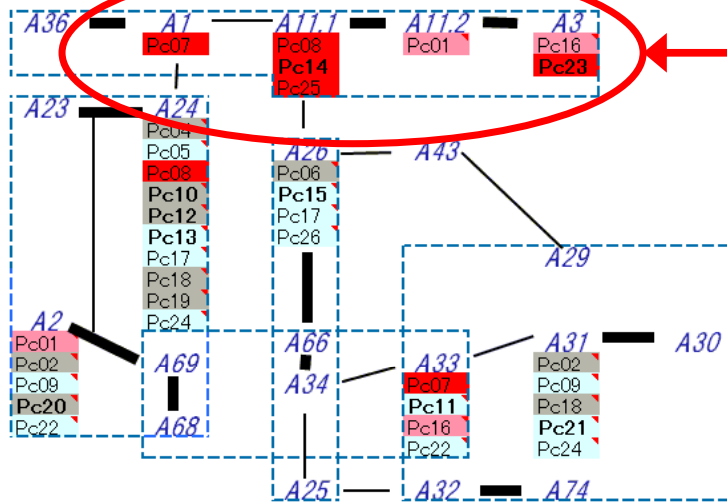 A36 A1 A11.1 A11.2 A3
Pc07 Pc08 Pc01 Pc16
Pc14 Pc23
Pc25
A23 A24
Pc04
Pc05 A26 A43
Pc08 Pc06
Pc10 Pc15
Pc12 Pc17
Pc13 Pc26
Pc17 A29
Pc18
Pc19
A2 Pc24
Pc01 A66 A31 A30
Pc02 A69 A33 Pc02
Pc09 A34 Pc07 Pc09
Pc20 Pc11 Pc18
Pc22 A68 Pc16 Pc21
Pc22 Pc24
A25 A32 A74